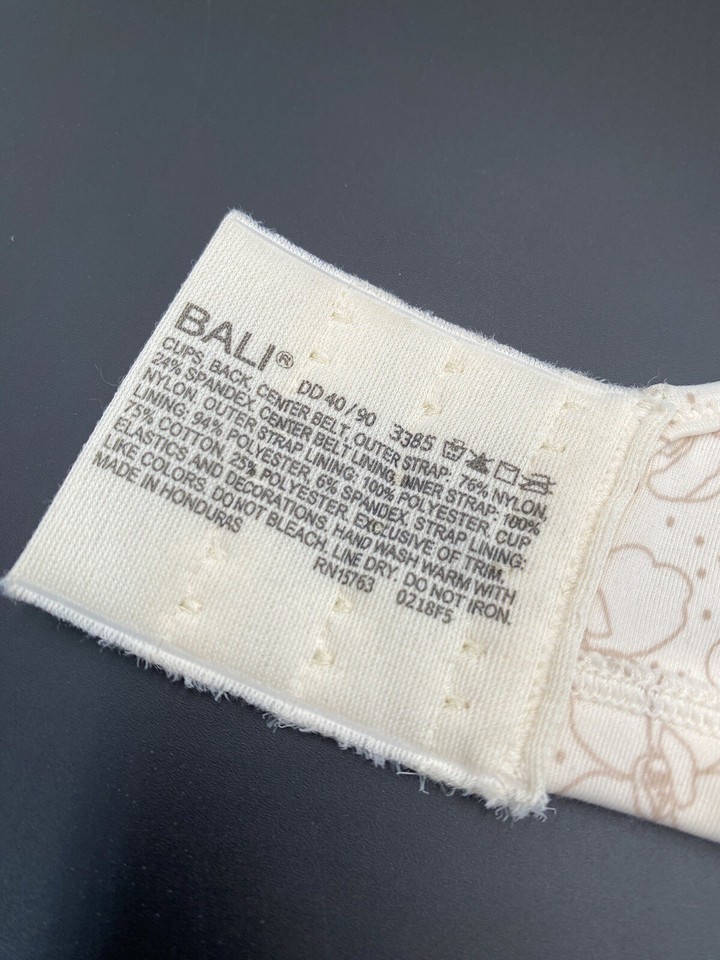 BALI®
DD 40 / 90 3385
CUPS, BACK, CENTER BELT, OUTER STRAP: 76% NYLON,
24% SPANDEX. CENTER BELT LINING, INNER STRAP: 100%
NYLON. OUTER STRAP LINING: 100% POLYESTER. CUP
LINING: 94% POLYESTER, 6% SPANDEX. STRAP LINING:
75% COTTON, 25% POLYESTER. EXCLUSIVE OF TRIM,
ELASTICS AND DECORATIONS. HAND WASH WARM WITH
LIKE COLORS. DO NOT BLEACH. LINE DRY. DO NOT IRON.
MADE IN HONDURAS RN15763 0218F5